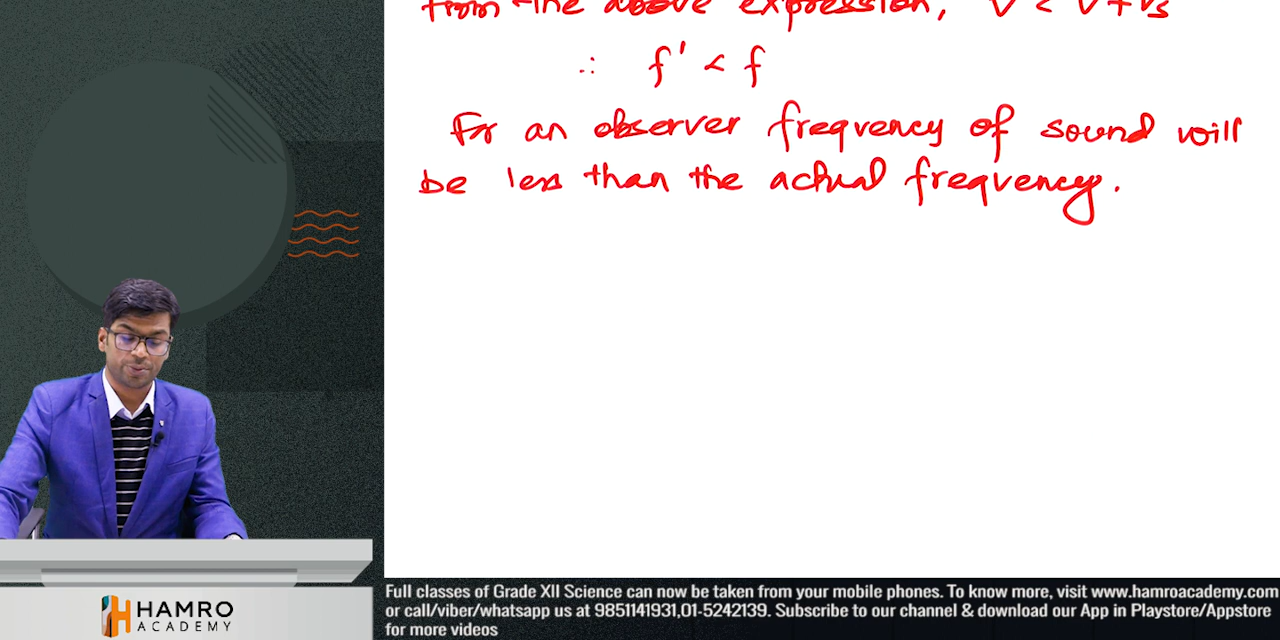 from the above expression, V < V + Vs
∴ f' < f
For an observer frequency of sound will
be less than the actual frequency.
HAMRO
ACADEMY
Full classes of Grade XII Science can now be taken from your mobile phones. To know more, visit www.hamroacademy.com
or call/viber/whatsapp us at 9851141931,01-5242139. Subscribe to our channel & download our App in Playstore/Appstore
for more videos